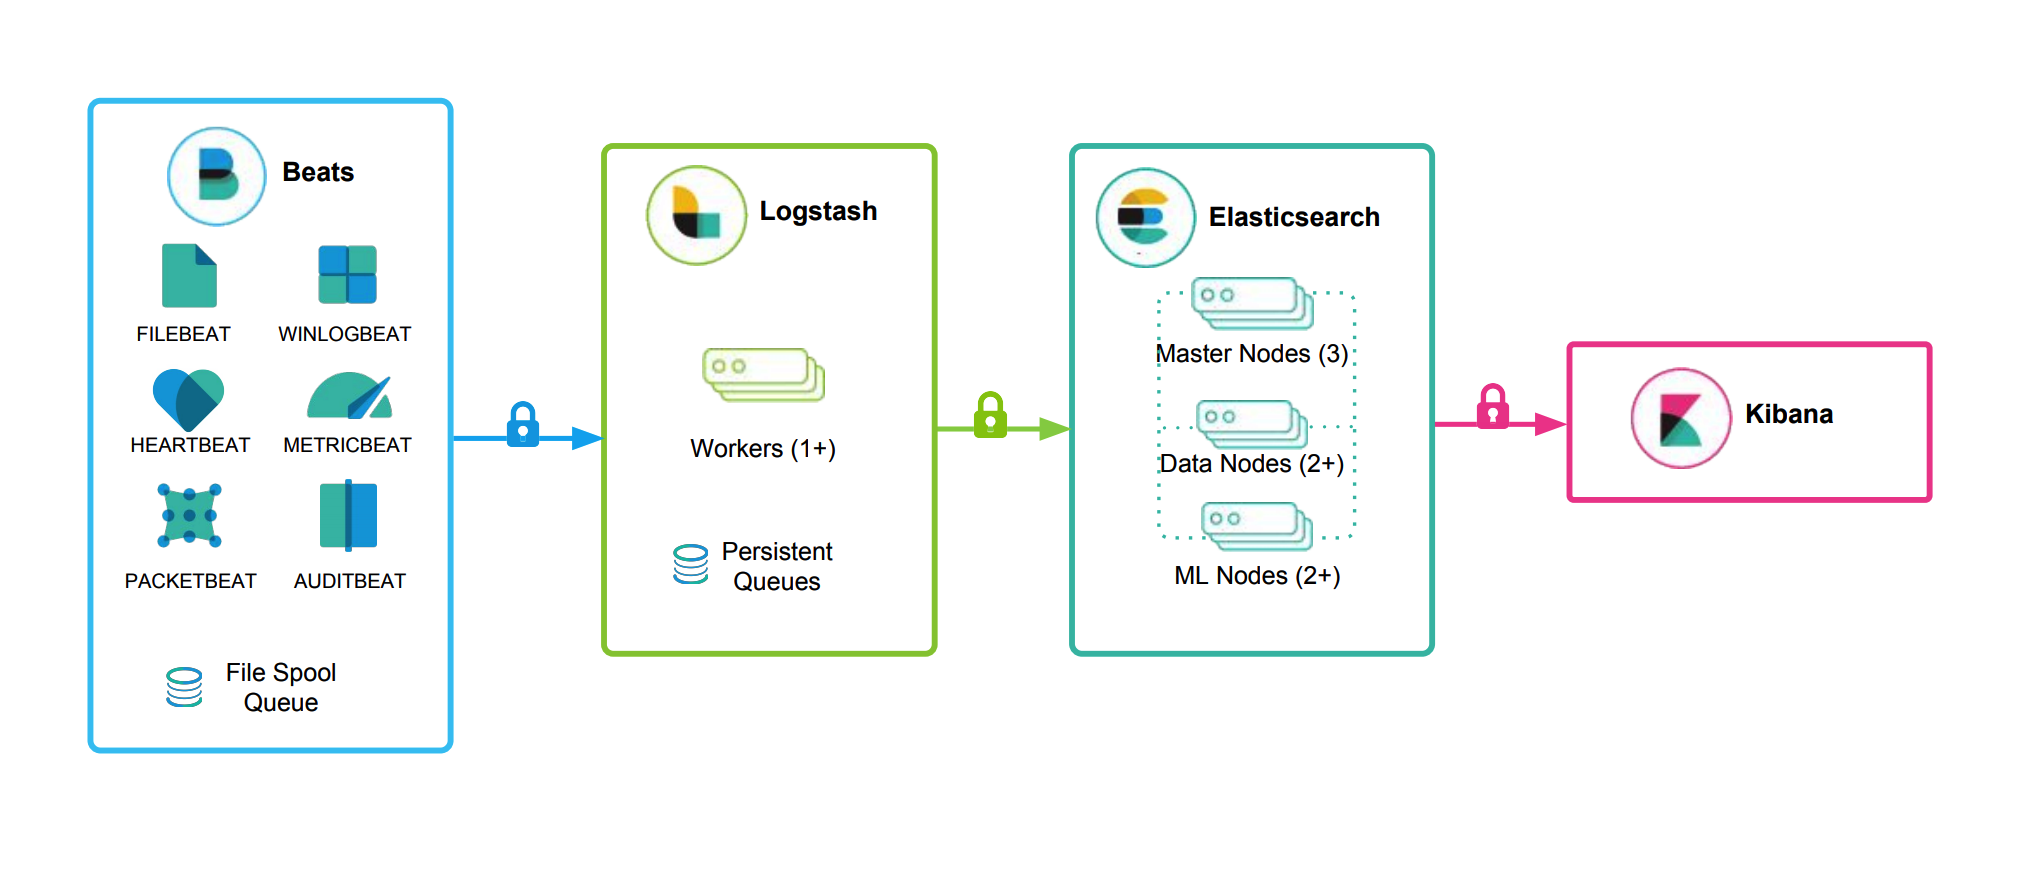 Beats
FILEBEAT
WINLOGBEAT
HEARTBEAT
METRICBEAT
PACKETBEAT
AUDITBEAT
File Spool
Queue
Logstash
Workers (1+)
Persistent
Queues
Elasticsearch
Master Nodes (3)
Data Nodes (2+)
ML Nodes (2+)
Kibana